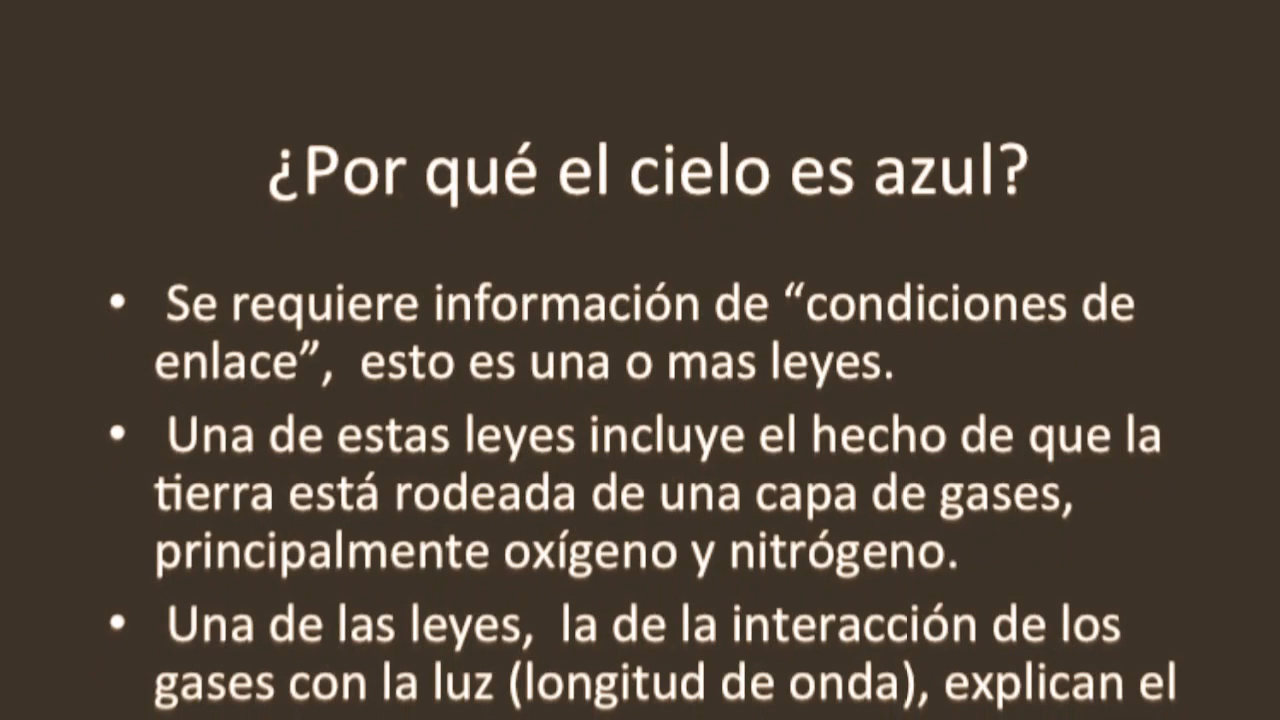 ¿Por qué el cielo es azul?
• Se requiere información de “condiciones de
enlace”, esto es una o mas leyes.
• Una de estas leyes incluye el hecho de que la
tierra está rodeada de una capa de gases,
principalmente oxígeno y nitrógeno.
• Una de las leyes, la de la interacción de los
gases con la luz (longitud de onda), explican el